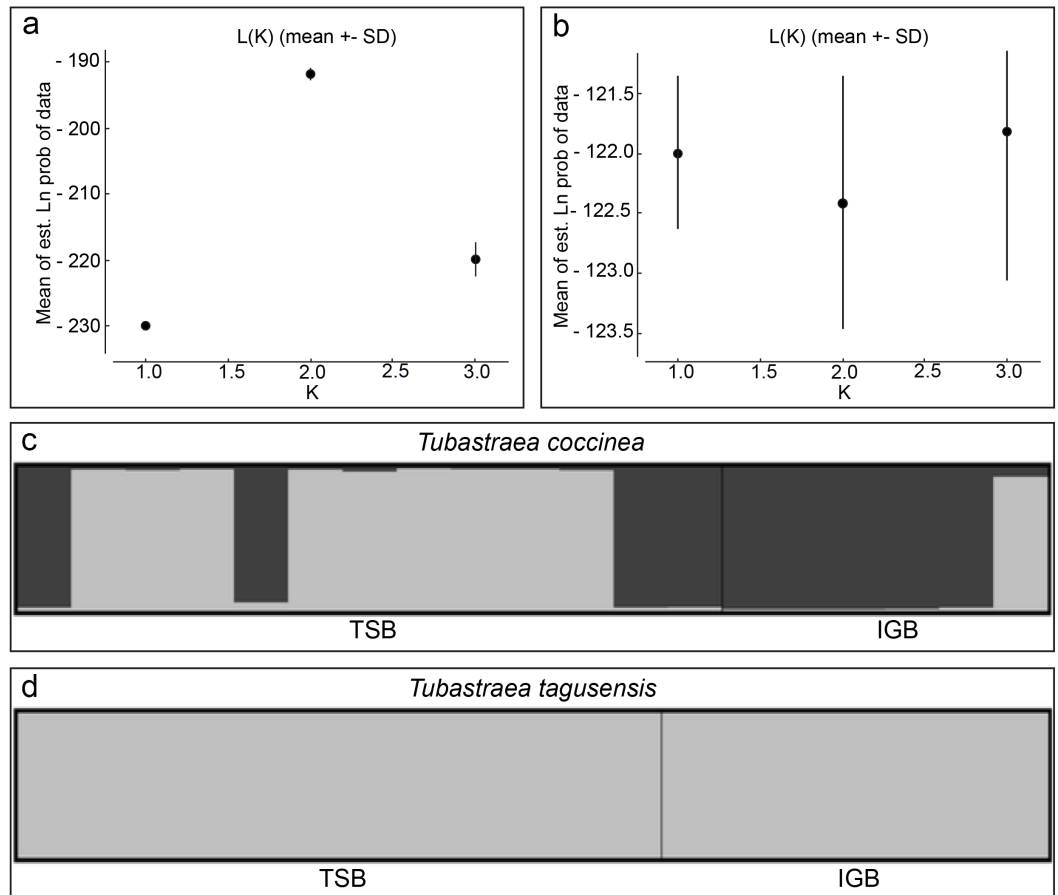 a
L(K) (mean +- SD)
Mean of est. Ln prob of data
- 190
- 200
- 210
- 220
- 230
1.0 1.5 2.0 2.5 3.0
K
b
L(K) (mean +- SD)
Mean of est. Ln prob of data
- 121.5
- 122.0
- 122.5
- 123.0
- 123.5
1.0 1.5 2.0 2.5 3.0
K
c
Tubastraea coccinea
TSB IGB
d
Tubastraea tagusensis
TSB IGB